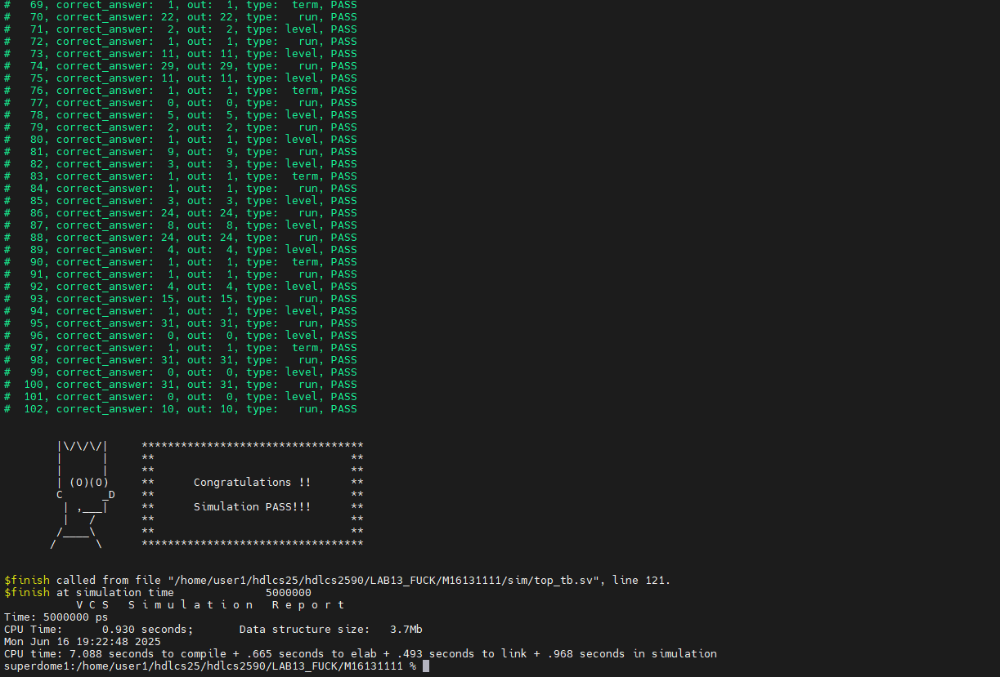 #   69, correct_answer:  1, out:  1, type:  term, PASS
#   70, correct_answer: 22, out: 22, type:   run, PASS
#   71, correct_answer:  2, out:  2, type: level, PASS
#   72, correct_answer:  1, out:  1, type:   run, PASS
#   73, correct_answer: 11, out: 11, type: level, PASS
#   74, correct_answer: 29, out: 29, type:   run, PASS
#   75, correct_answer: 11, out: 11, type: level, PASS
#   76, correct_answer:  1, out:  1, type:  term, PASS
#   77, correct_answer:  0, out:  0, type:   run, PASS
#   78, correct_answer:  5, out:  5, type: level, PASS
#   79, correct_answer:  2, out:  2, type:   run, PASS
#   80, correct_answer:  1, out:  1, type: level, PASS
#   81, correct_answer:  9, out:  9, type:   run, PASS
#   82, correct_answer:  3, out:  3, type: level, PASS
#   83, correct_answer:  1, out:  1, type:  term, PASS
#   84, correct_answer:  1, out:  1, type:   run, PASS
#   85, correct_answer:  3, out:  3, type: level, PASS
#   86, correct_answer: 24, out: 24, type:   run, PASS
#   87, correct_answer:  8, out:  8, type: level, PASS
#   88, correct_answer: 24, out: 24, type:   run, PASS
#   89, correct_answer:  4, out:  4, type: level, PASS
#   90, correct_answer:  1, out:  1, type:  term, PASS
#   91, correct_answer:  1, out:  1, type:   run, PASS
#   92, correct_answer:  4, out:  4, type: level, PASS
#   93, correct_answer: 15, out: 15, type:   run, PASS
#   94, correct_answer:  1, out:  1, type: level, PASS
#   95, correct_answer: 31, out: 31, type:   run, PASS
#   96, correct_answer:  0, out:  0, type: level, PASS
#   97, correct_answer:  1, out:  1, type:  term, PASS
#   98, correct_answer: 31, out: 31, type:   run, PASS
#   99, correct_answer:  0, out:  0, type: level, PASS
#  100, correct_answer: 31, out: 31, type:   run, PASS
#  101, correct_answer:  0, out:  0, type: level, PASS
#  102, correct_answer: 10, out: 10, type:   run, PASS
        |\/\/\/|     **********************************
        |      |     **                              **
        |      |     **                              **
        | (O)(O)     **      Congratulations !!      **
        C      _D    **                              **
         | ,___|     **      Simulation PASS!!!      **
         |   /       **                              **
        /____\       **                              **
       /      \      **********************************
$finish called from file "/home/user1/hdlcs25/hdlcs2590/LAB13_FUCK/M16131111/sim/top_tb.sv", line 121.
$finish at simulation time              5000000
           V C S   S i m u l a t i o n   R e p o r t
Time: 5000000 ps
CPU Time:      0.930 seconds;       Data structure size:   3.7Mb
Mon Jun 16 19:22:48 2025
CPU time: 7.088 seconds to compile + .665 seconds to elab + .493 seconds to link + .968 seconds in simulation
superdome1:/home/user1/hdlcs25/hdlcs2590/LAB13_FUCK/M16131111 %